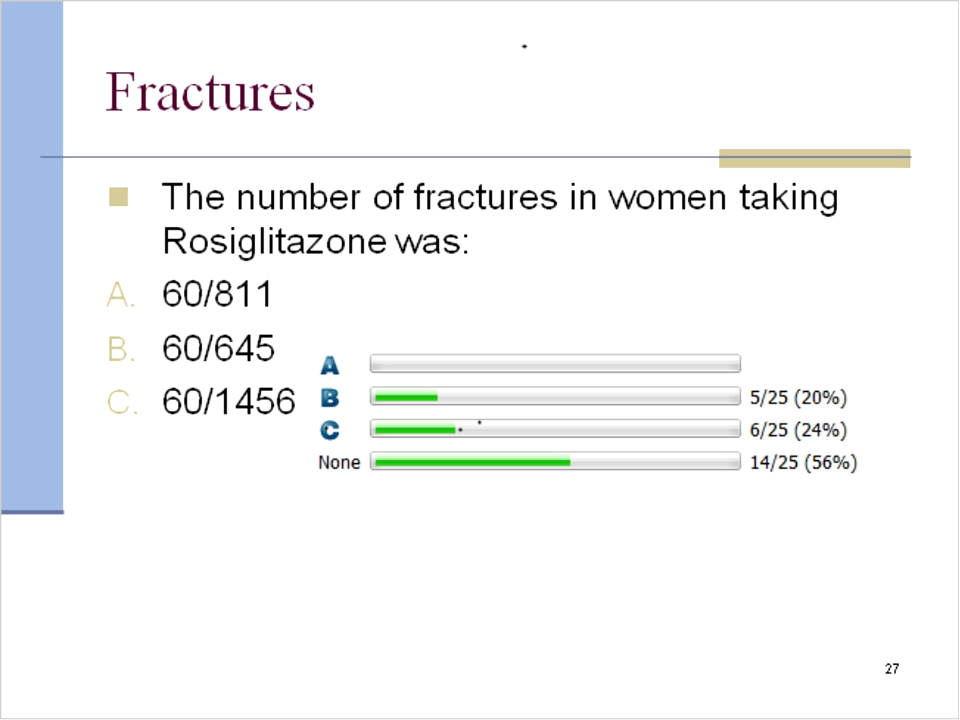 Fractures
The number of fractures in women taking
Rosiglitazone was:
A. 60/811
B. 60/645
C. 60/1456
A
B 5/25 (20%)
C 6/25 (24%)
None 14/25 (56%)
27